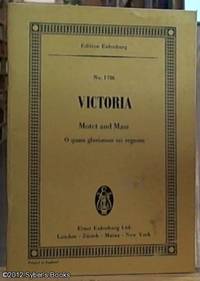 Edition Eulenburg
No. 1706
VICTORIA
Motet and Mass
O quam gloriosum est regnum
Ernst Eulenburg Ltd.
London - Zürich - Mainz - New York
Printed in England
©2012-Syber's Books